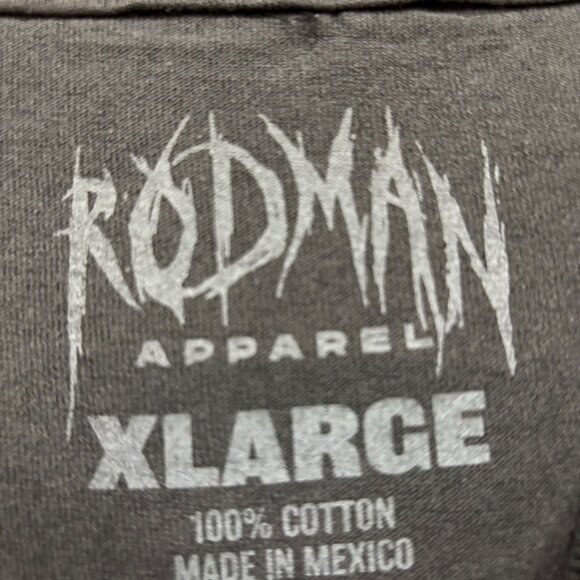 RODMAN
APPAREL
XLARGE
100% COTTON
MADE IN MEXICO